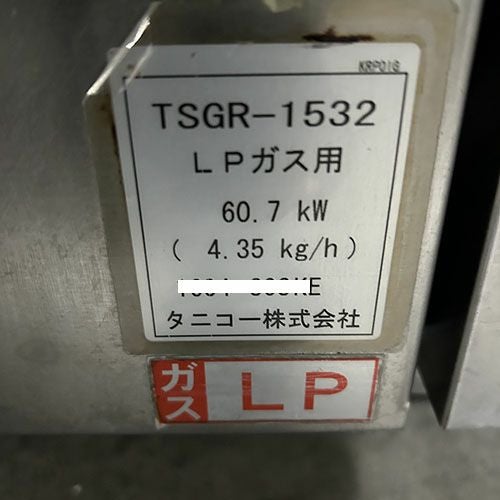 KRP01G
TSGR-1532
LPガス用
60.7 kW
( 4.35 kg/h )
タニコー株式会社
ガス LP